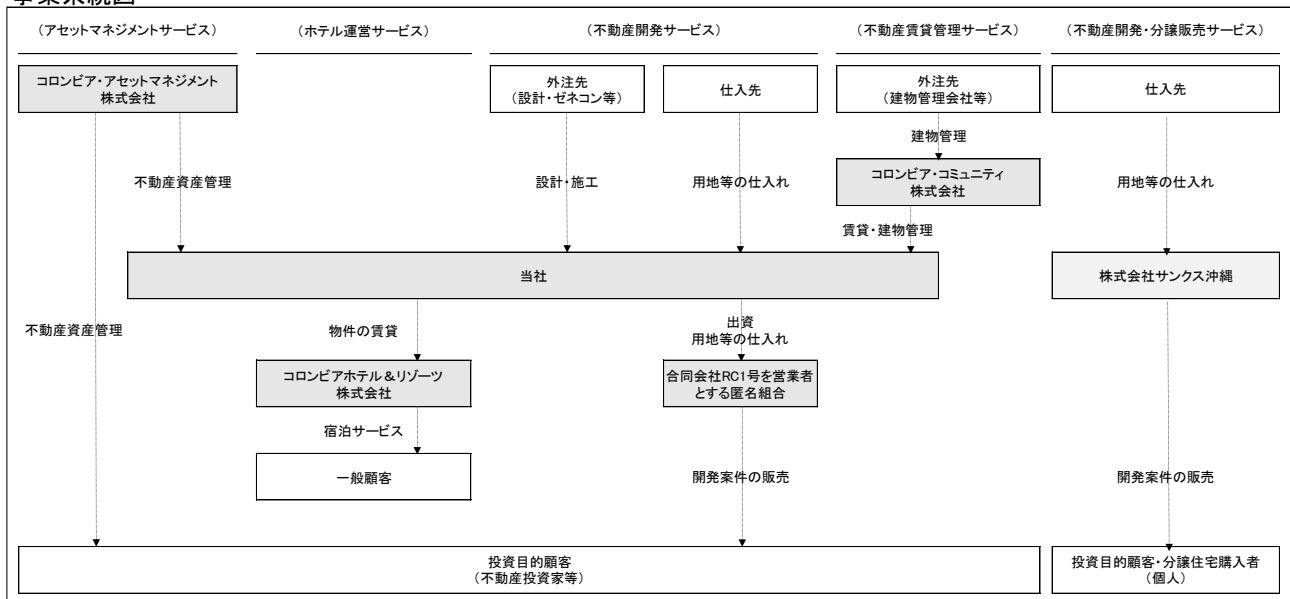 事業系統図
(アセットマネジメントサービス)
(ホテル運営サービス)
(不動産開発サービス)
(不動産賃貸管理サービス)
(不動産開発・分譲販売サービス)
コロンビア・アセットマネジメント
株式会社
外注先
(設計・ゼネコン等)
仕入先
外注先
(建物管理会社等)
仕入先
建物管理
コロンビア・コミュニティ
株式会社
不動産資産管理
設計・施工
用地等の仕入れ
用地等の仕入れ
賃貸・建物管理
当社
株式会社サンクス沖縄
不動産資産管理
物件の賃貸
出資
用地等の仕入れ
コロンビアホテル&リゾーツ
株式会社
合同会社RC1号を営業者
とする匿名組合
宿泊サービス
一般顧客
開発案件の販売
開発案件の販売
投資目的顧客
(不動産投資家等)
投資目的顧客・分譲住宅購入者
(個人)